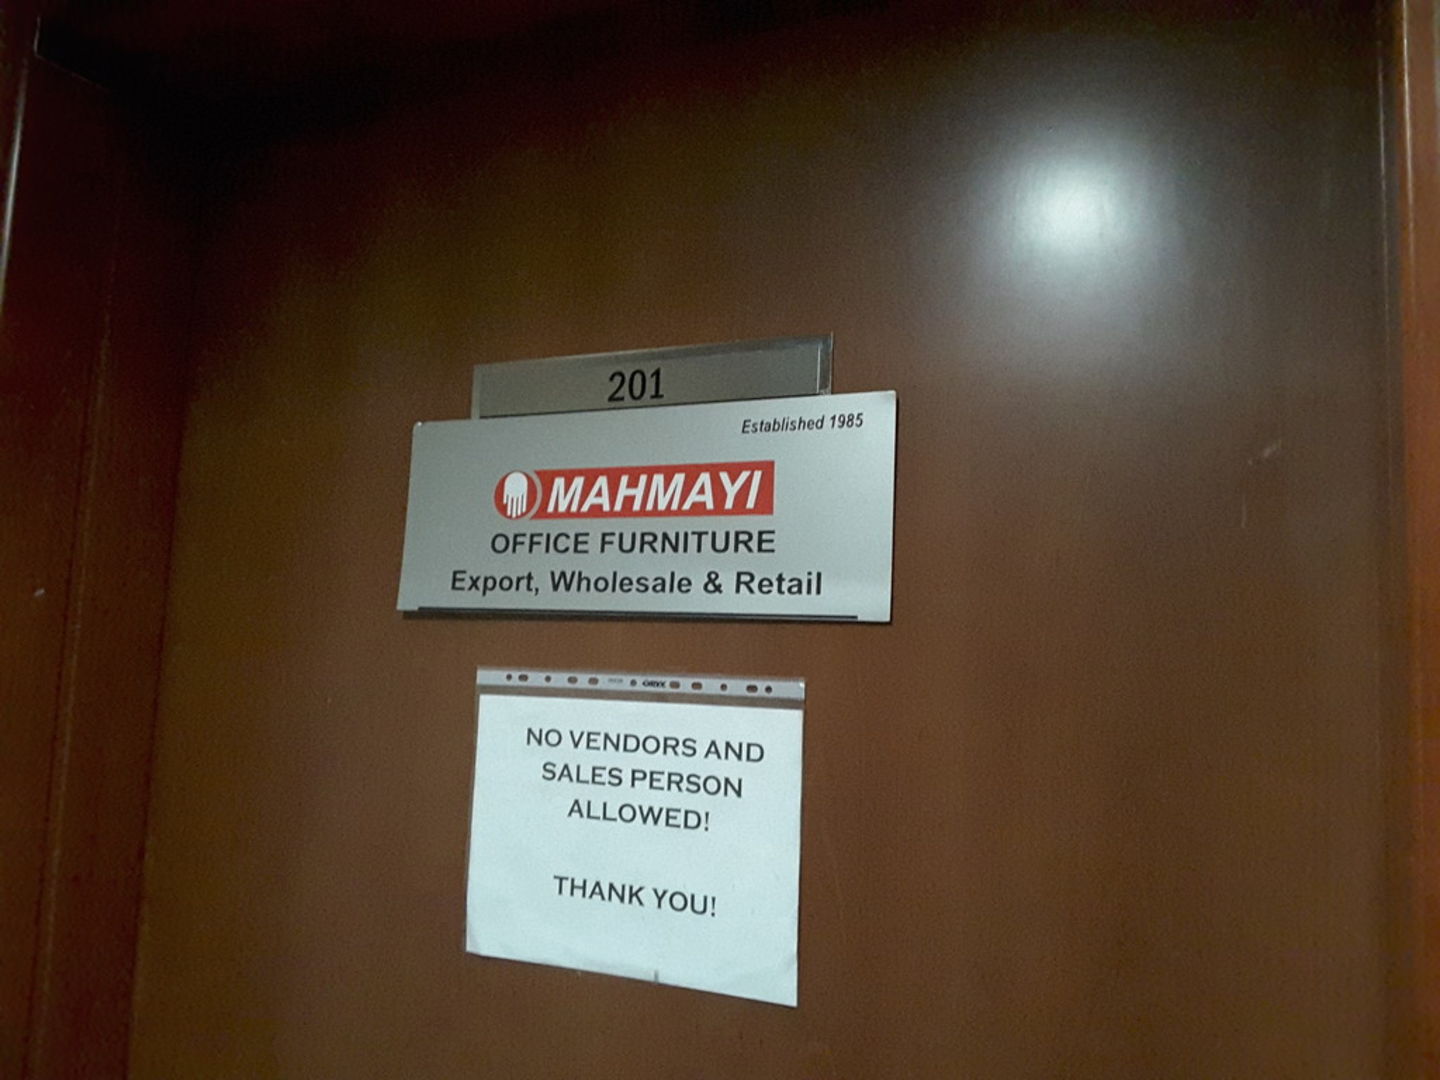 201
Established 1985
MAHMAYI
OFFICE FURNITURE
Export, Wholesale & Retail
NO VENDORS AND
SALES PERSON
ALLOWED!
THANK YOU!